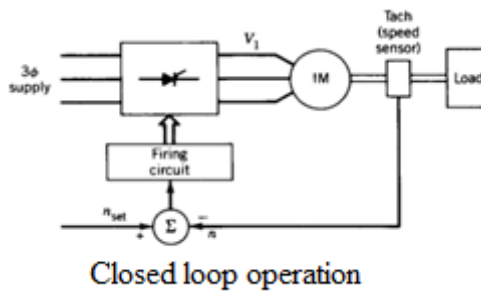 Tach
(speed
sensor)
V1
3ϕ
supply
IM
Load
Firing
circuit
nset
+
Σ
−
n
Closed loop operation